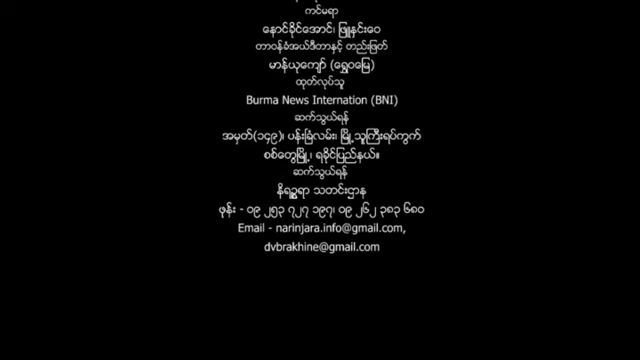 ကင်မရာ
နောင်ခိုင်အောင်၊ ဖြူနှင်းဝေ
တာဝန်ခံအယ်ဒီတာနှင့် တည်းဖြတ်
မာန်ယုကျော် (ရွှေဝမြေ)
ထုတ်လုပ်သူ
Burma News Internation (BNI)
ဆက်သွယ်ရန်
အမှတ်(၁၄၉)၊ ပန်းခြံလမ်း၊ မြို့သူကြီးရပ်ကွက်
စစ်တွေမြို့၊ ရခိုင်ပြည်နယ်။
ဆက်သွယ်ရန်
နိရဉ္စရာ သတင်းဌာန
ဖုန်း - ၀၉ ၂၅၃ ၇၂၇ ၁၉၇၊ ၀၉ ၂၆၂ ၃၈၃ ၆၈၀
Email - narinjara.info@gmail.com,
dvbrakhine@gmail.com